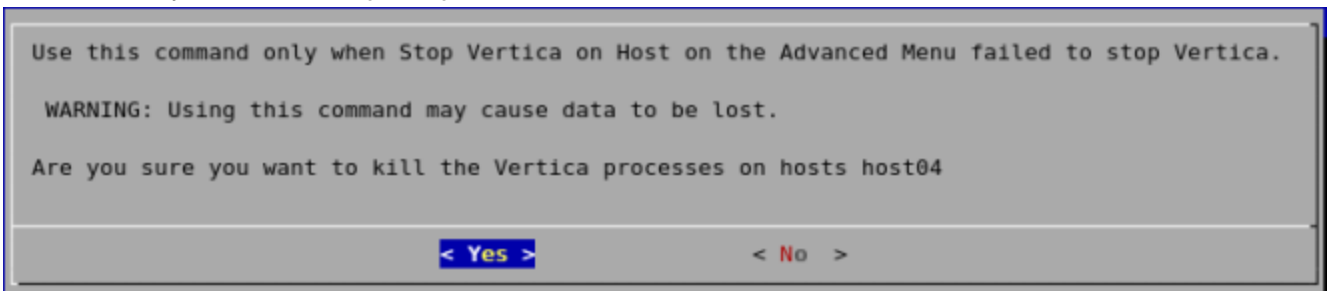 Use this command only when Stop Vertica on Host on the Advanced Menu failed to stop Vertica.
WARNING: Using this command may cause data to be lost.
Are you sure you want to kill the Vertica processes on hosts host04
< Yes > < No >